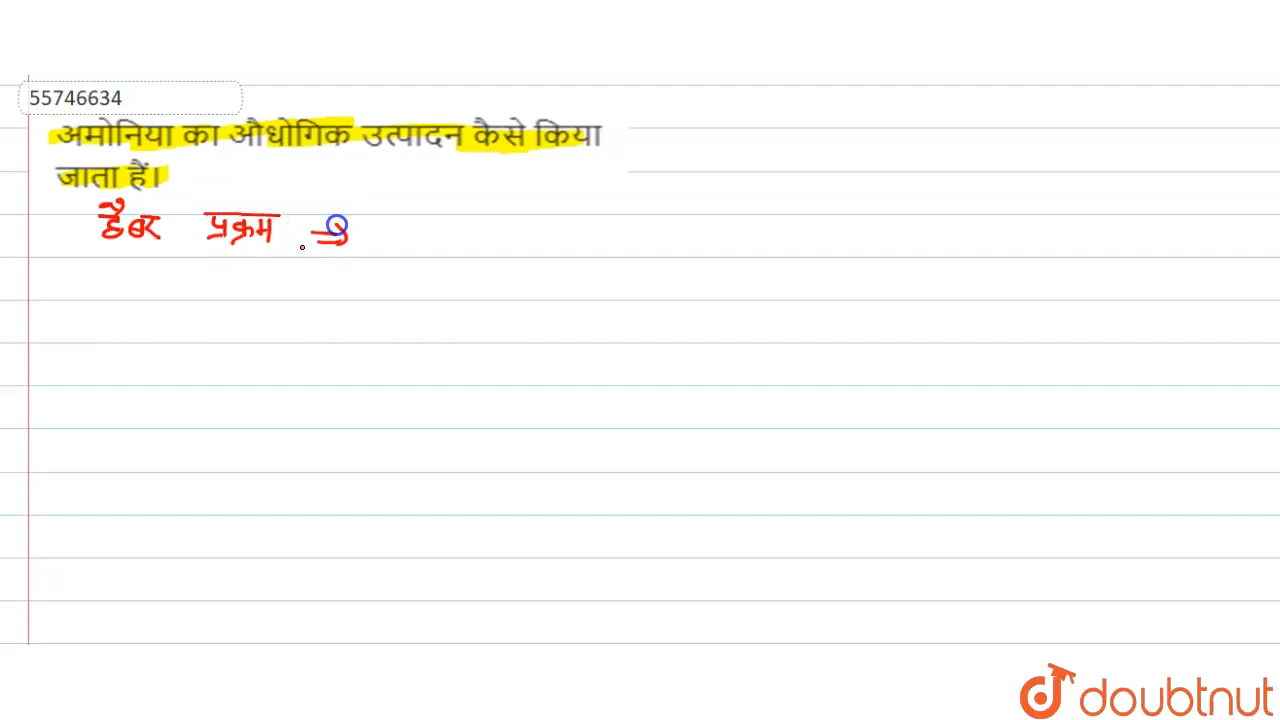 55746634
अमोनिया का औधोगिक उत्पादन कैसे किया
जाता हैं।
हैबर प्रक्रम →
doubtnut